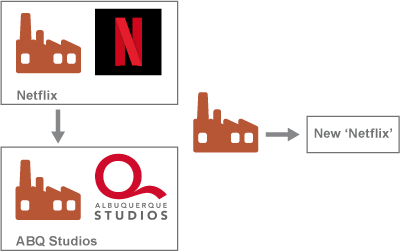 N
Netflix
ALBUQUERQUE
STUDIOS
ABQ Studios
New ‘Netflix’